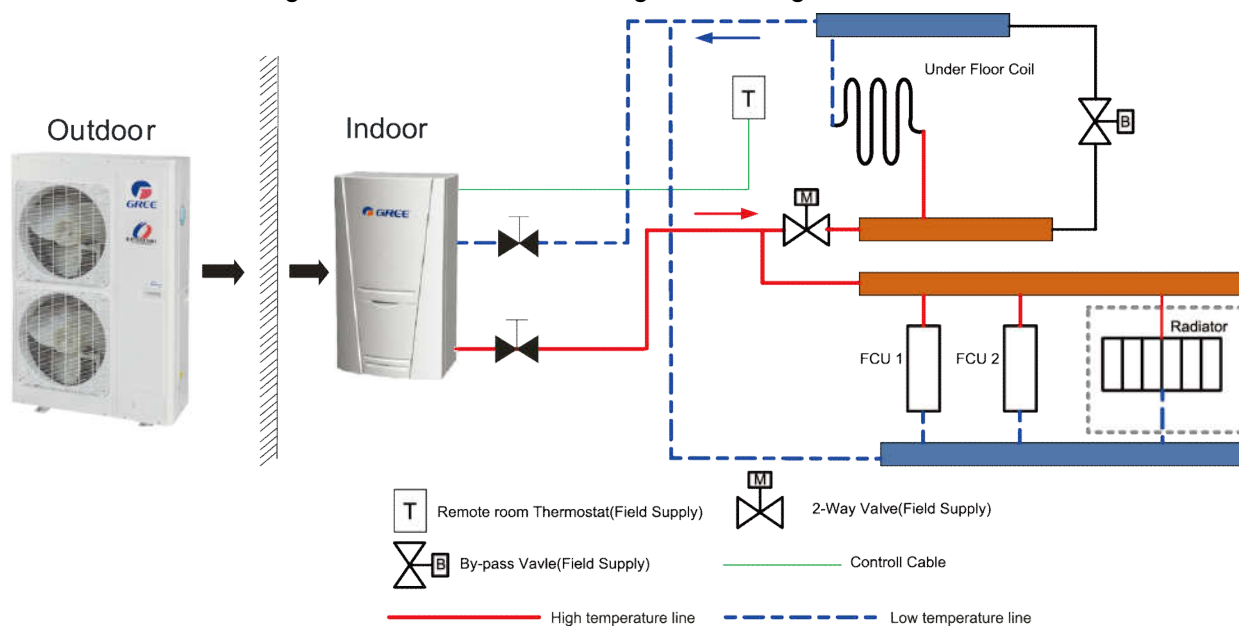 Under Floor Coil
T
B
Outdoor
Indoor
GREE
GREE
M
Radiator
FCU 1
FCU 2
M
T
Remote room Thermostat(Field Supply)
2-Way Valve(Field Supply)
B
By-pass Vavle(Field Supply)
Controll Cable
High temperature line
Low temperature line